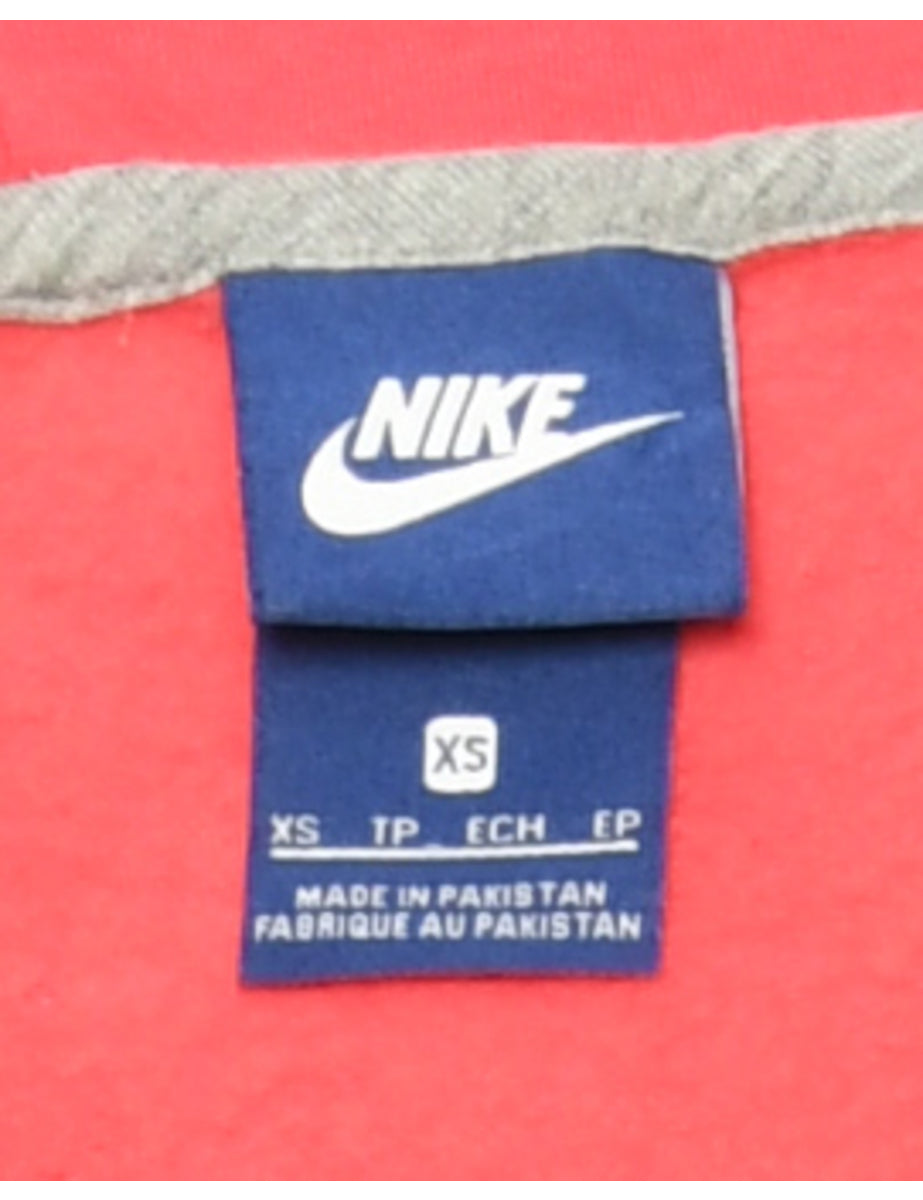 NIKE
XS
XS TP ECH EP
MADE IN PAKISTAN
FABRIQUE AU PAKISTAN